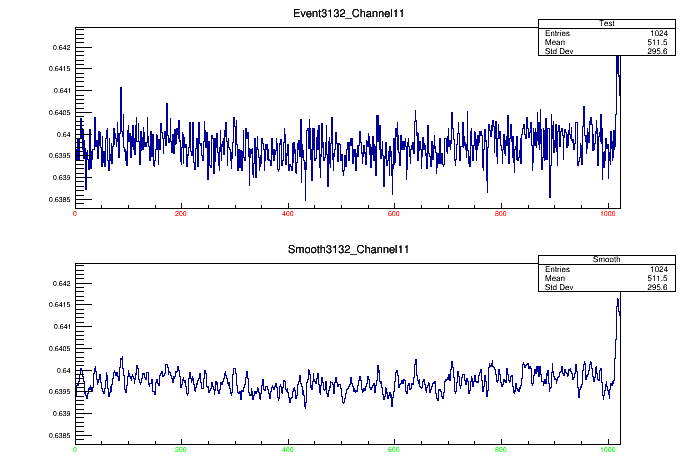 Event3132_Channel11
Test
Entries 1024
Mean 511.5
Std Dev 295.6
0.642
0.6415
0.641
0.6405
0.64
0.6395
0.639
0.6385
0 200 400 600 800 1000
Smooth3132_Channel11
Smooth
Entries 1024
Mean 511.5
Std Dev 295.6
0.642
0.6415
0.641
0.6405
0.64
0.6395
0.639
0.6385
0 200 400 600 800 1000